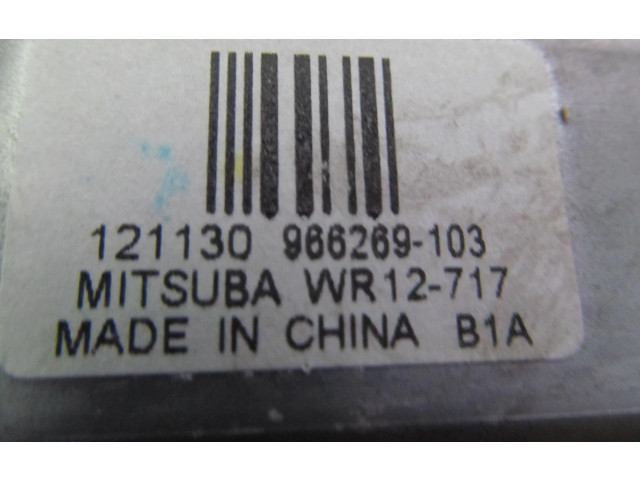 121130 966269-103
MITSUBA WR12-717
MADE IN CHINA B1A